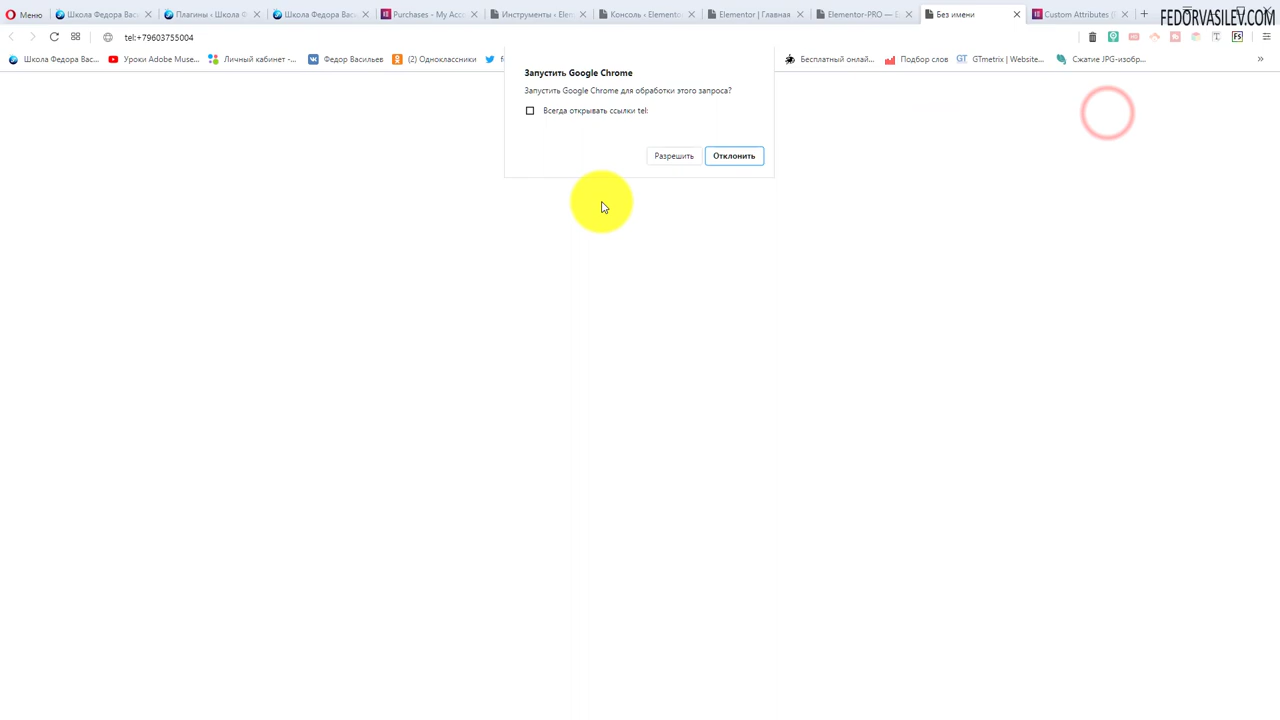 Меню
Школа Федора Вас
Плагины ‹ Школа Ф
Школа Федора Вас
Purchases - My Acc
Инструменты ‹ Elem
Консоль ‹ Elementor
Elementor | Главная
Elementor-PRO — E
Без имени
Custom Attributes
FEDORVASILEV.COM
tel:+79603755004
Школа Федора Вас...
Уроки Adobe Muse...
Личный кабинет -...
Федор Васильев
(2) Одноклассники
Бесплатный онлай...
Подбор слов
GTmetrix | Website...
Сжатие JPG-изобр...
Запустить Google Chrome
Запустить Google Chrome для обработки этого запроса?
Всегда открывать ссылки tel:
Разрешить
Отклонить